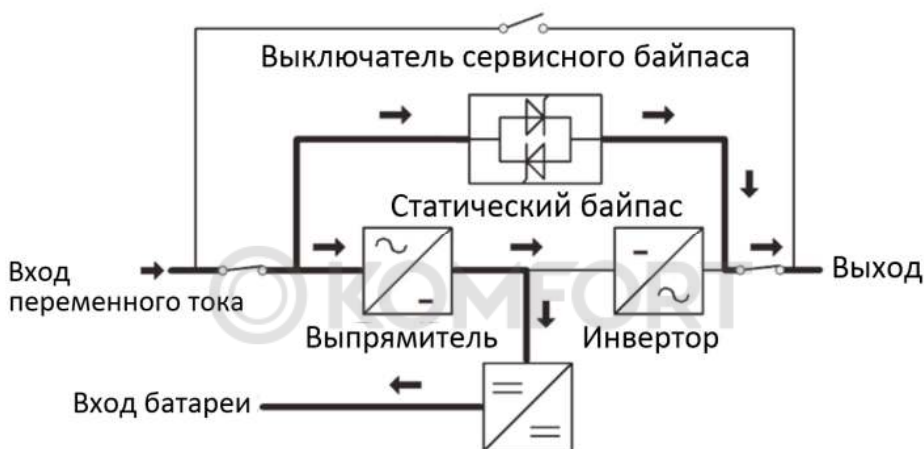 Выключатель сервисного байпаса
Статический байпас
Вход
переменного тока
Выход
KOMFORT
Выпрямитель
Инвертор
Вход батареи